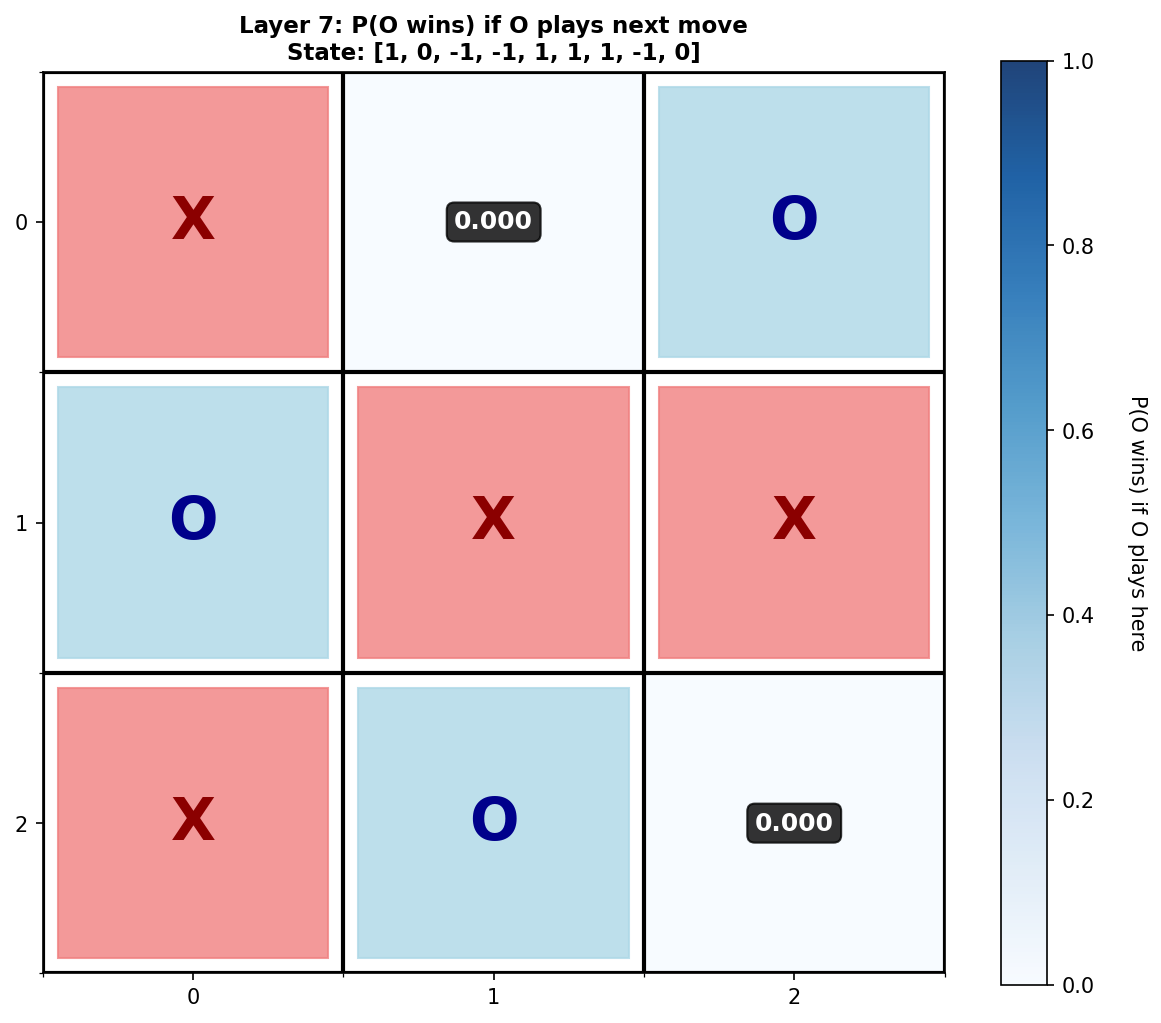 Layer 7: P(O wins) if O plays next move
State: [1, 0, -1, -1, 1, 1, 1, -1, 0]
0
X
0.000
O
1
O
X
X
2
X
O
0.000
0
1
2
1.0
0.8
0.6
0.4
0.2
0.0
P(O wins) if O plays here